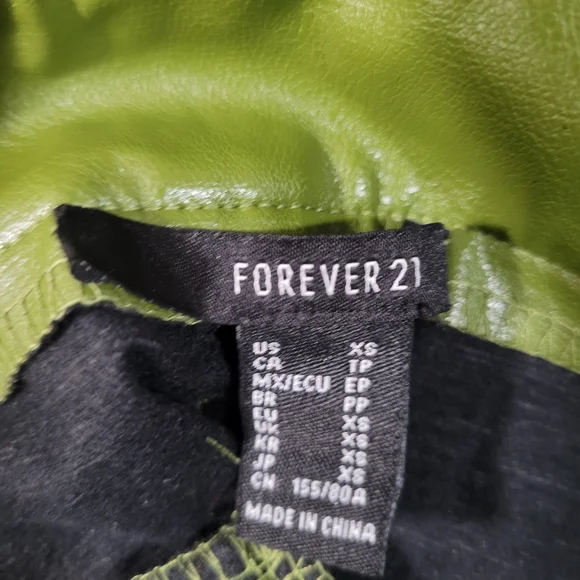 FOREVER 21
US XS
CA TP
MX/ECU EP
BR PP
EU XS
UK XS
KR XS
JP XS
CN 155/80A
MADE IN CHINA